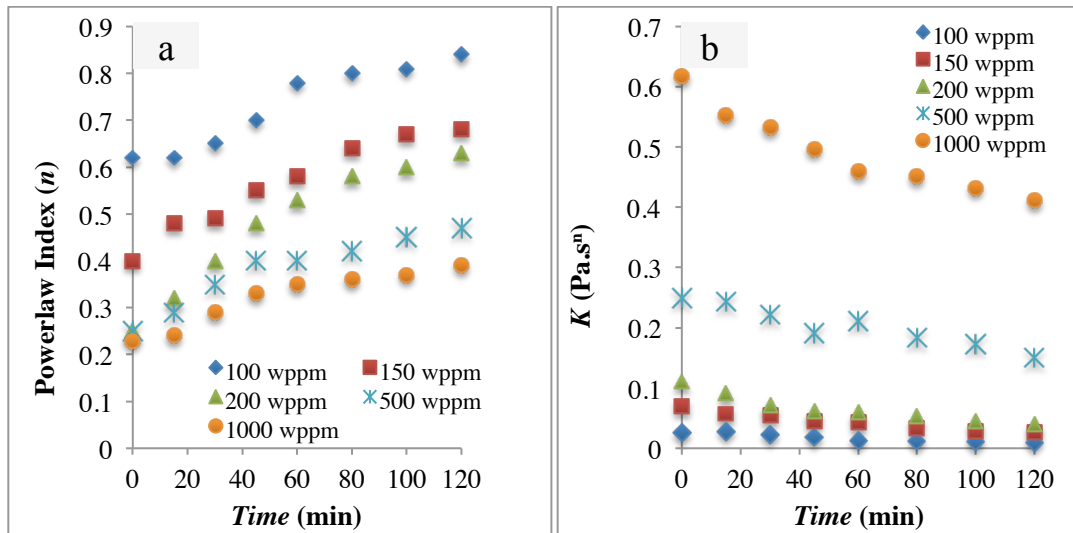 a
Powerlaw Index (n)
0.9
0.8
0.7
0.6
0.5
0.4
0.3
0.2
0.1
0
0 20 40 60 80 100 120
Time (min)
100 wppm 150 wppm
200 wppm 500 wppm
1000 wppm
b
K (Pa.sⁿ)
0.7
0.6
0.5
0.4
0.3
0.2
0.1
0
0 20 40 60 80 100 120
Time (min)
100 wppm
150 wppm
200 wppm
500 wppm
1000 wppm